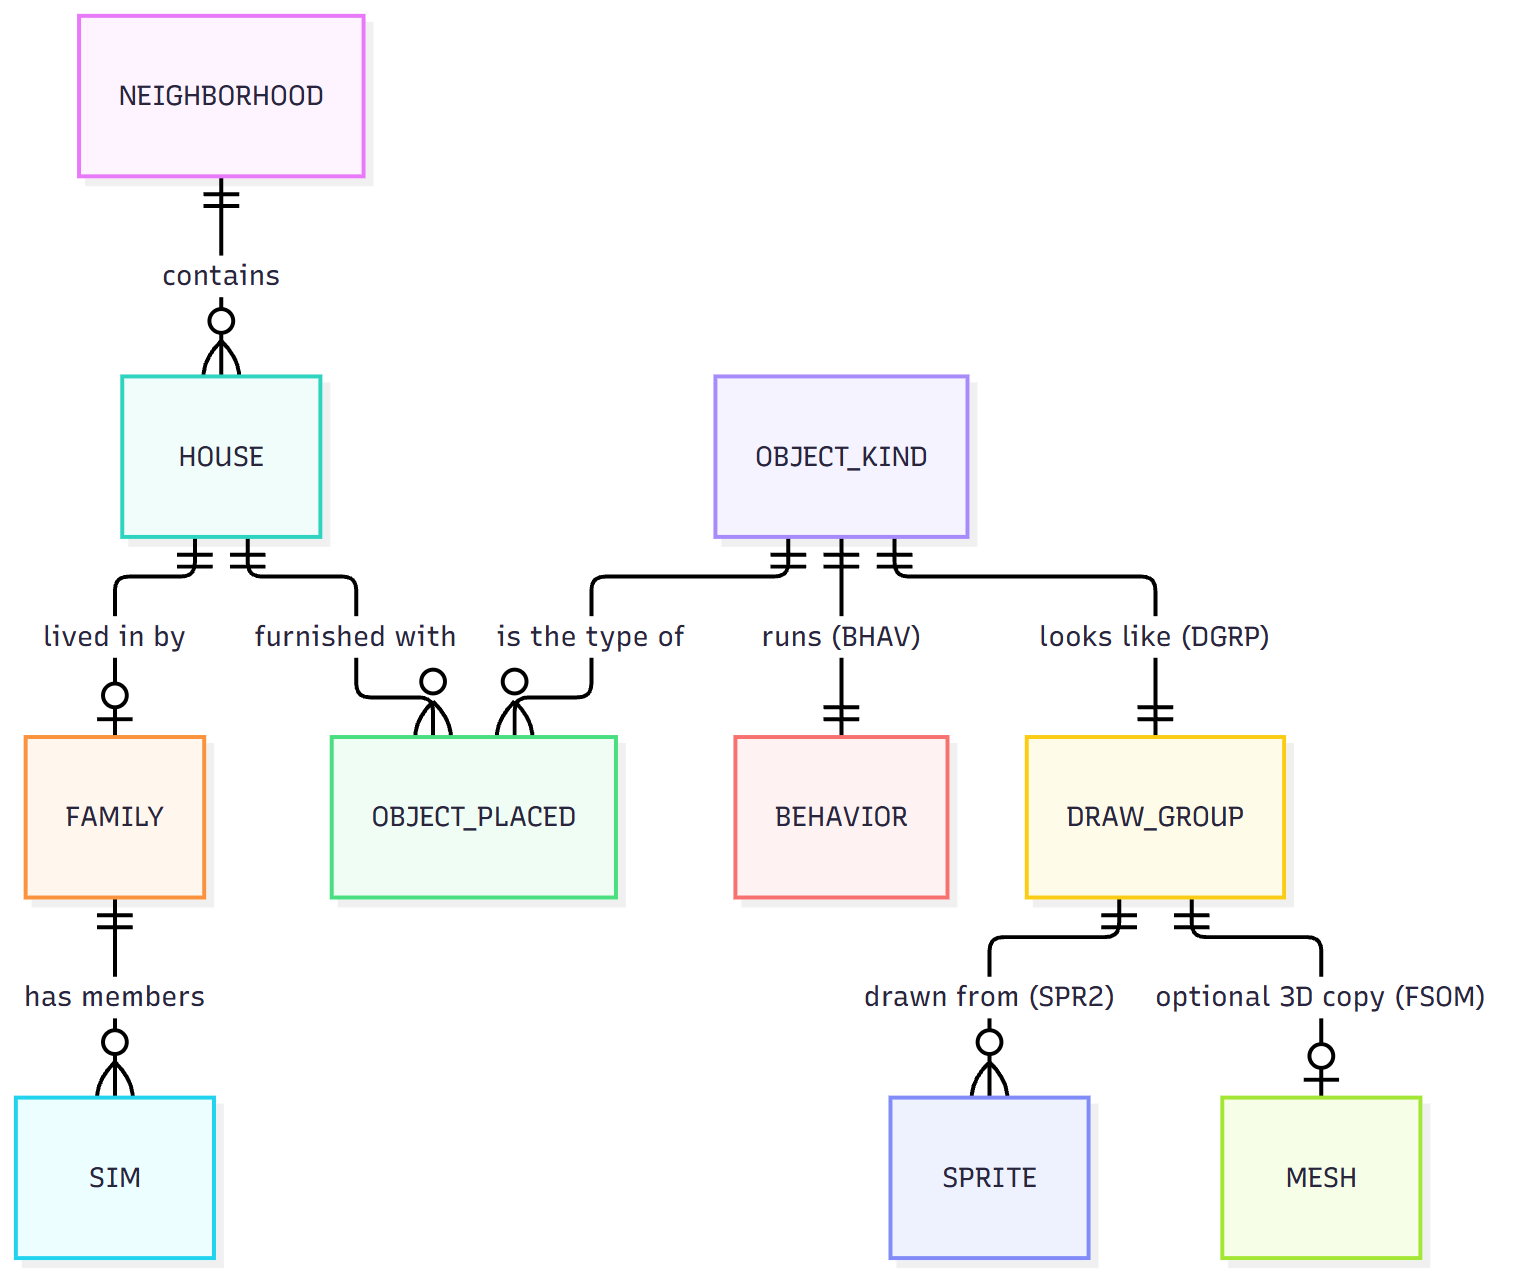 NEIGHBORHOOD
contains
HOUSE
OBJECT_KIND
lived in by
furnished with
is the type of
runs (BHAV)
looks like (DGRP)
FAMILY
OBJECT_PLACED
BEHAVIOR
DRAW_GROUP
has members
drawn from (SPR2)
optional 3D copy (FSOM)
SIM
SPRITE
MESH